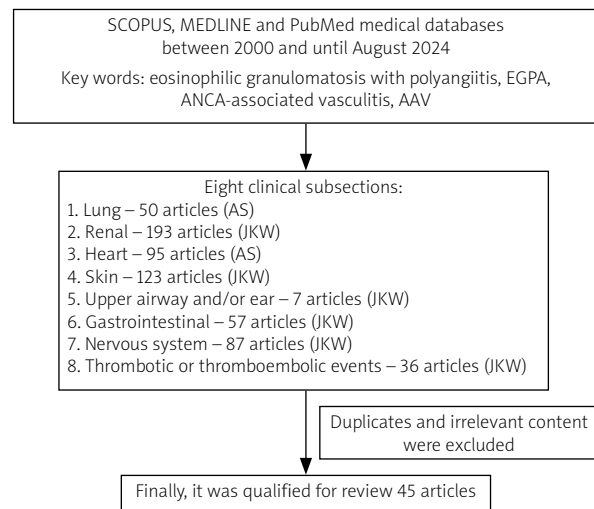 SCOPUS, MEDLINE and PubMed medical databases
between 2000 and until August 2024
Key words: eosinophilic granulomatosis with polyangiitis, EGPA,
ANCA-associated vasculitis, AAV
Eight clinical subsections:
1. Lung – 50 articles (AS)
2. Renal – 193 articles (JKW)
3. Heart – 95 articles (AS)
4. Skin – 123 articles (JKW)
5. Upper airway and/or ear – 7 articles (JKW)
6. Gastrointestinal – 57 articles (JKW)
7. Nervous system – 87 articles (JKW)
8. Thrombotic or thromboembolic events – 36 articles (JKW)
Duplicates and irrelevant content
were excluded
Finally, it was qualified for review 45 articles